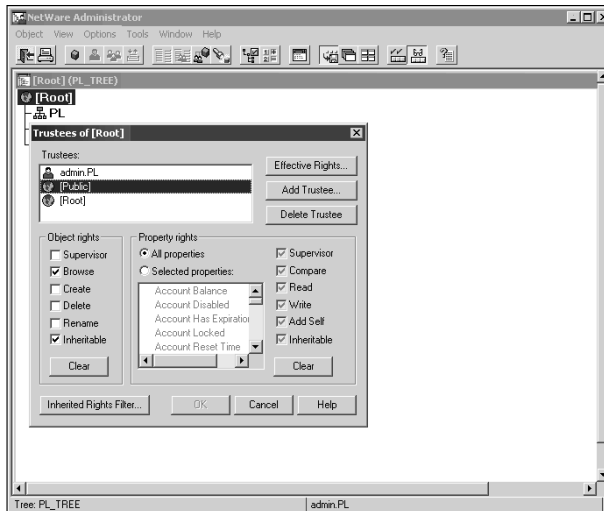 NetWare Administrator
Object View Options Tools Window Help
[Root] (PL_TREE)
[Root]
PL
Trustees of [Root]
Trustees:
admin.PL
[Public]
[Root]
Effective Rights...
Add Trustee...
Delete Trustee
Object rights
Supervisor
Browse
Create
Delete
Rename
Inheritable
Clear
Property rights
All properties
Selected properties:
Account Balance
Account Disabled
Account Has Expiration
Account Locked
Account Reset Time
Supervisor
Compare
Read
Write
Add Self
Inheritable
Clear
Inherited Rights Filter...
OK
Cancel
Help
Tree: PL_TREE
admin.PL